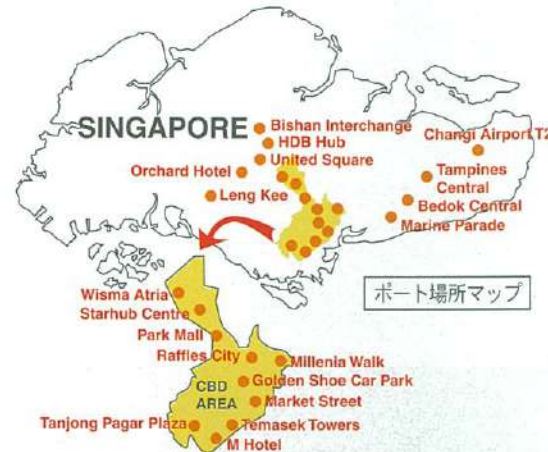 SINGAPORE
Bishan Interchange
HDB Hub
United Square
Orchard Hotel
Leng Kee
Changi Airport T2
Tampines
Central
Bedok Central
Marine Parade
ポート場所マップ
Wisma Atria
Starhub Centre
Park Mall
Raffles City
Millenia Walk
CBD
AREA
Golden Shoe Car Park
Market Street
Tanjong Pagar Plaza
Temasek Towers
M Hotel